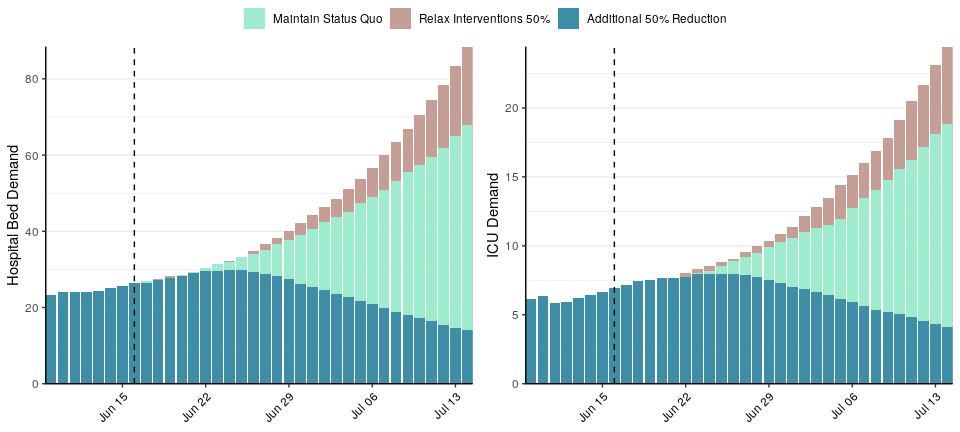 Maintain Status Quo Relax Interventions 50% Additional 50% Reduction
Hospital Bed Demand
80
60
40
20
0
Jun 15 Jun 22 Jun 29 Jul 06 Jul 13
ICU Demand
20
15
10
5
0
Jun 15 Jun 22 Jun 29 Jul 06 Jul 13